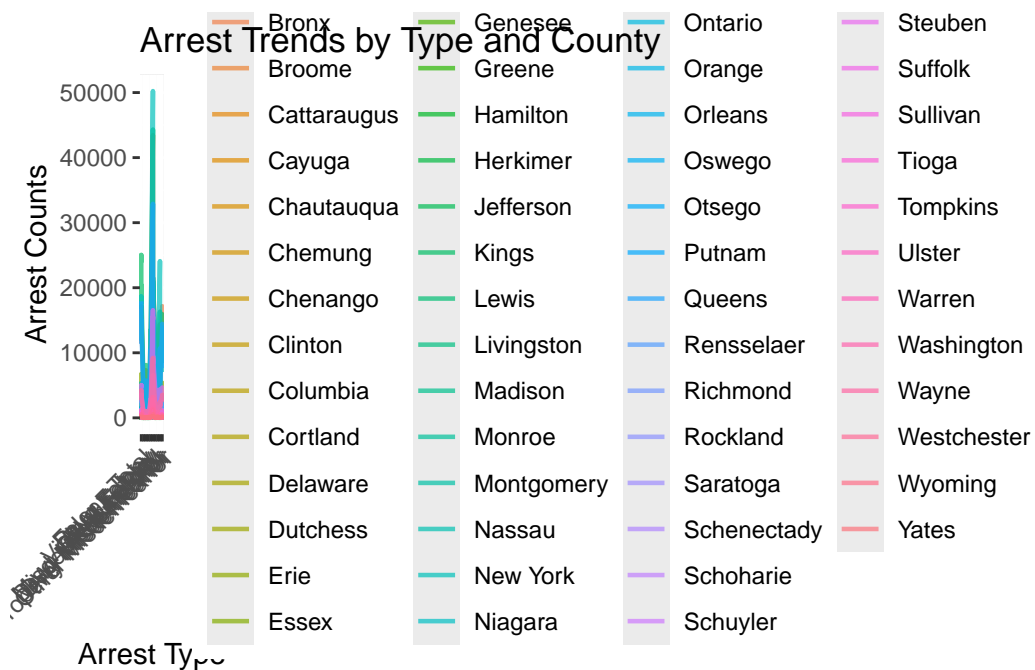 Arrest Trends by Type and County
Arrest Counts
50000
40000
30000
20000
10000
0
Arrest Type
Bronx
Broome
Cattaraugus
Cayuga
Chautauqua
Chemung
Chenango
Clinton
Columbia
Cortland
Delaware
Dutchess
Erie
Essex
Genesee
Greene
Hamilton
Herkimer
Jefferson
Kings
Lewis
Livingston
Madison
Monroe
Montgomery
Nassau
New York
Niagara
Ontario
Orange
Orleans
Oswego
Otsego
Putnam
Queens
Rensselaer
Richmond
Rockland
Saratoga
Schenectady
Schoharie
Schuyler
Steuben
Suffolk
Sullivan
Tioga
Tompkins
Ulster
Warren
Washington
Wayne
Westchester
Wyoming
Yates